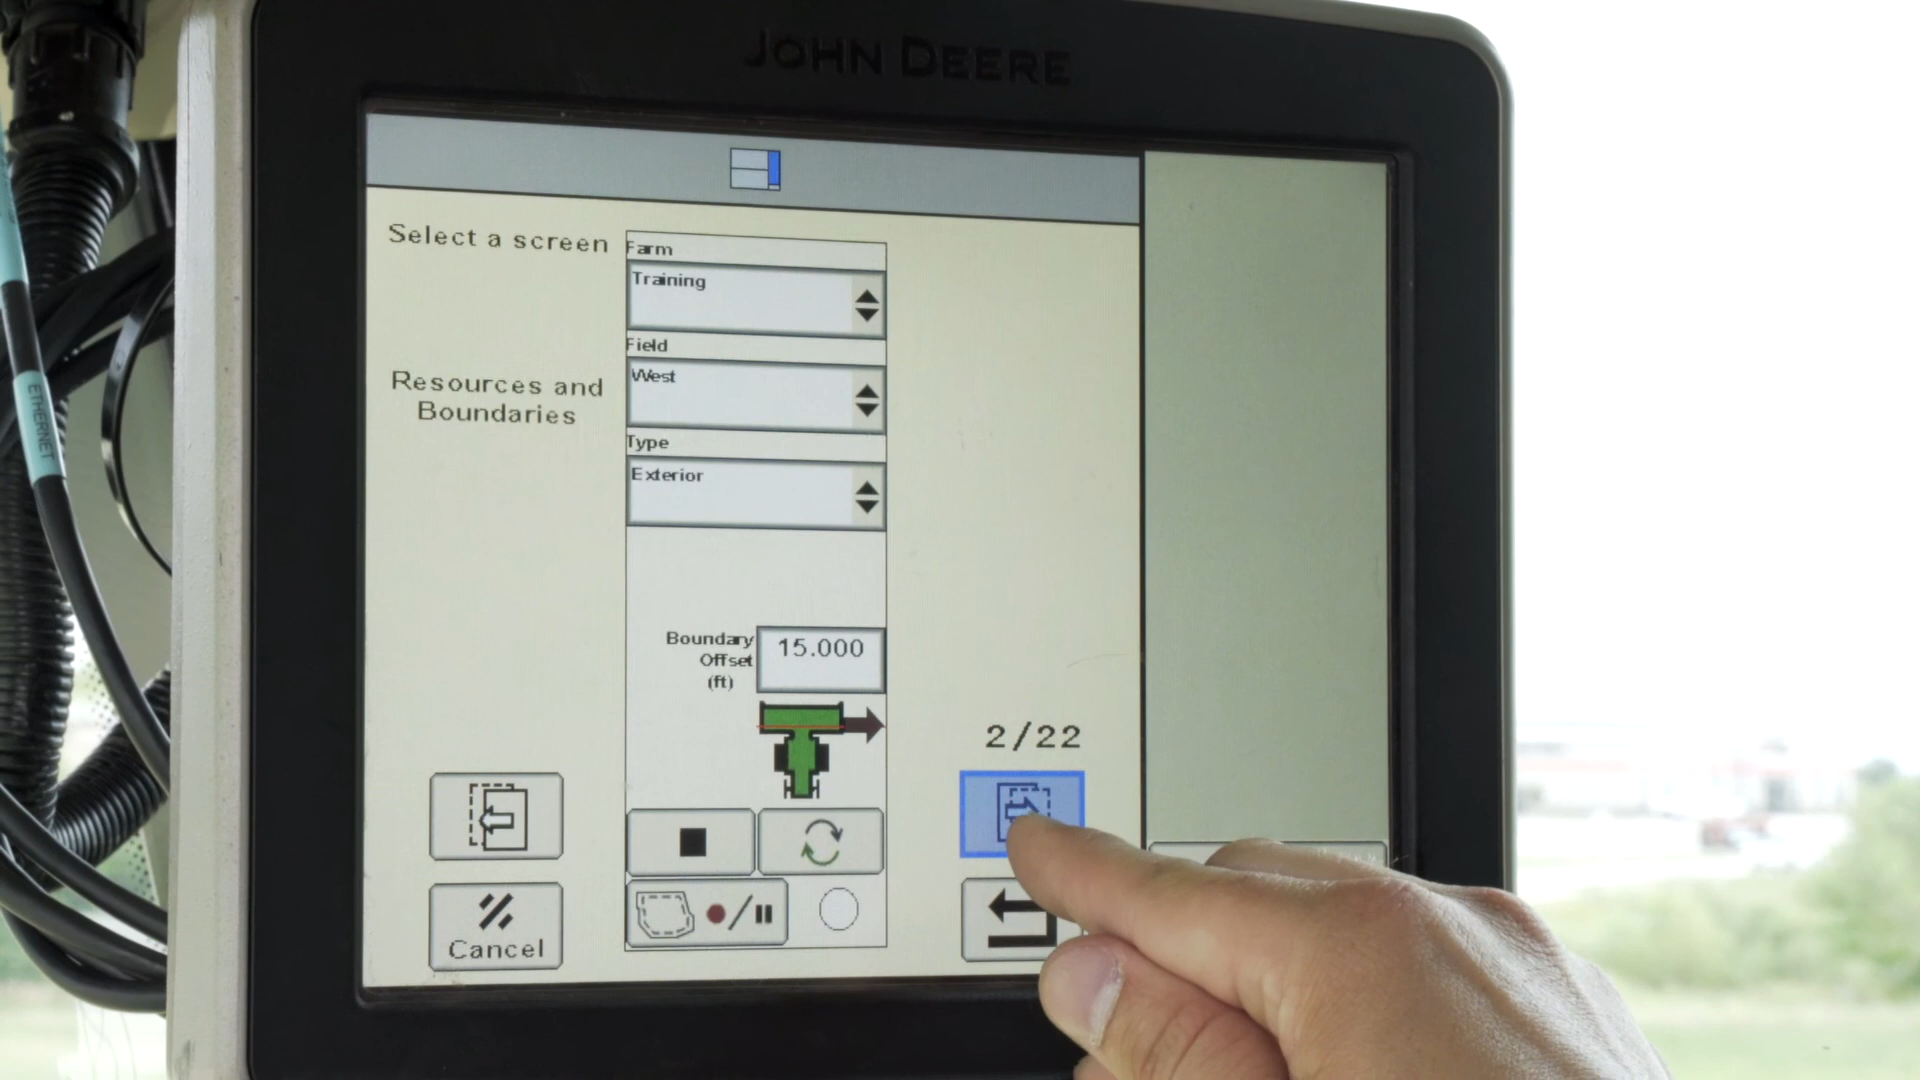 JOHN DEERE
Select a screen
Resources and
Boundaries
Farm
Training
Field
West
Type
Exterior
Boundary
Offset
(ft)
15.000
2/22
Cancel
ETHERNET